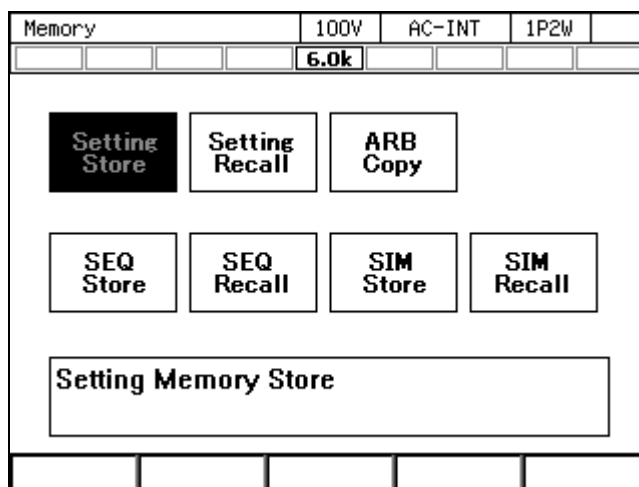 Memory 100V AC-INT 1P2W
6.0k
Setting Store
Setting Recall
ARB Copy
SEQ Store
SEQ Recall
SIM Store
SIM Recall
Setting Memory Store